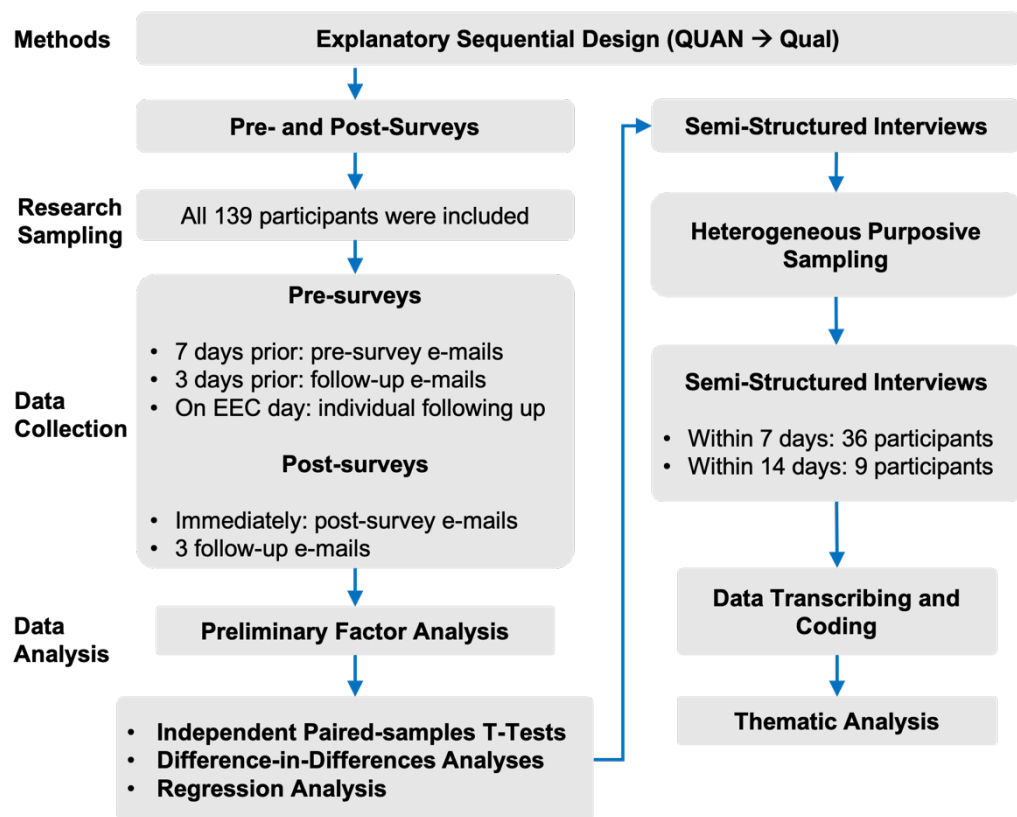 Methods
Explanatory Sequential Design (QUAN → Qual)
Pre- and Post-Surveys
Research
Sampling
All 139 participants were included
Data
Collection
Pre-surveys
• 7 days prior: pre-survey e-mails
• 3 days prior: follow-up e-mails
• On EEC day: individual following up
Post-surveys
• Immediately: post-survey e-mails
• 3 follow-up e-mails
Data
Analysis
Preliminary Factor Analysis
• Independent Paired-samples T-Tests
• Difference-in-Differences Analyses
• Regression Analysis
Semi-Structured Interviews
Heterogeneous Purposive
Sampling
Semi-Structured Interviews
• Within 7 days: 36 participants
• Within 14 days: 9 participants
Data Transcribing and
Coding
Thematic Analysis